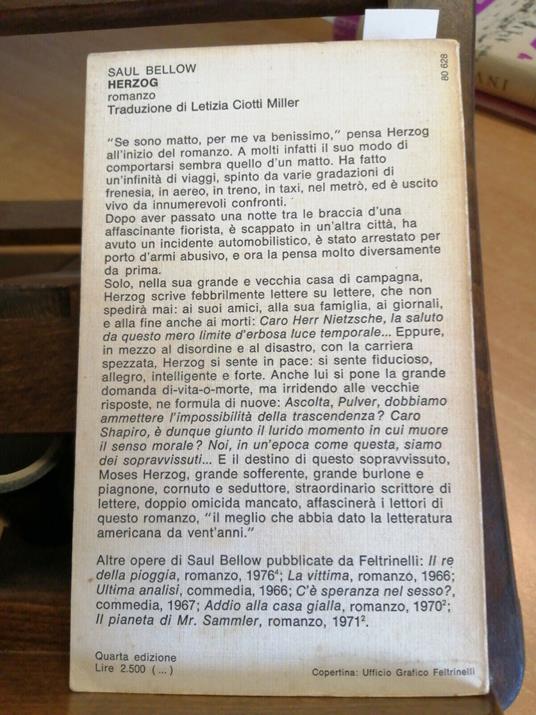 SAUL BELLOW
HERZOG
romanzo
Traduzione di Letizia Ciotti Miller
80 628
"Se sono matto, per me va benissimo," pensa Herzog
all'inizio del romanzo. A molti infatti il suo modo di
comportarsi sembra quello d'un matto. Ha fatto
un'infinità di viaggi, spinto da varie gradazioni di
frenesia, in aereo, in treno, in taxi, nel metrò, ed è uscito
vivo da innumerevoli confronti.
Dopo aver passato una notte tra le braccia d'una
affascinante fiorista, è scappato in un'altra città, ha
avuto un incidente automobilistico, è stato arrestato per
porto d'armi abusivo, e ora la pensa molto diversamente
da prima.
Solo, nella sua grande e vecchia casa di campagna,
Herzog scrive febbrilmente lettere su lettere, che non
spedirà mai: ai suoi amici, alla sua famiglia, ai giornali,
e alla fine anche ai morti: Caro Herr Nietzsche, la saluto
da questo mero limite d'erbosa luce temporale... Eppure,
in mezzo al disordine e al disastro, con la carriera
spezzata, Herzog si sente in pace: si sente fiducioso,
allegro, intelligente e forte. Anche lui si pone la grande
domanda di-vita-o-morte, ma irridendo alle vecchie
risposte, ne formula di nuove: Ascolta, Pulver, dobbiamo
ammettere l'impossibilità della trascendenza? Caro
Shapiro, è dunque giunto il lurido momento in cui muore
il senso morale? Noi, in un'epoca come questa, siamo
dei sopravvissuti... E il destino di questo sopravvissuto,
Moses Herzog, grande sofferente, grande burlone e
piagnone, cornuto e seduttore, straordinario scrittore di
lettere, doppio omicida mancato, affascinerà i lettori di
questo romanzo, "il meglio che abbia dato la letteratura
americana da vent'anni."
Altre opere di Saul Bellow pubblicate da Feltrinelli: Il re
della pioggia, romanzo, 1976⁴; La vittima, romanzo, 1966;
Ultima analisi, commedia, 1966; C'è speranza nel sesso?,
commedia, 1967; Addio alla casa gialla, romanzo, 1970²;
Il pianeta di Mr. Sammler, romanzo, 1971².
Quarta edizione
Lire 2.500 (...)
Copertina: Ufficio Grafico Feltrinelli